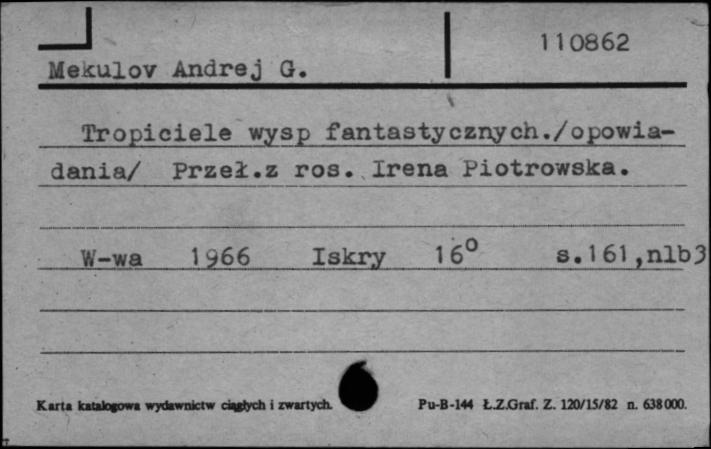 110862
Mekulov Andrej G.
Tropiciele wysp fantastycznych./opowia-
dania/ Przeł.z ros. Irena Piotrowska.
W-wa 1966 Iskry 16° s.161,nlb3
Karta katalogowa wydawnictw ciągłych i zwartych. Pu-B-144 Ł.Z.Graf. Z. 120/15/82 n. 638000.